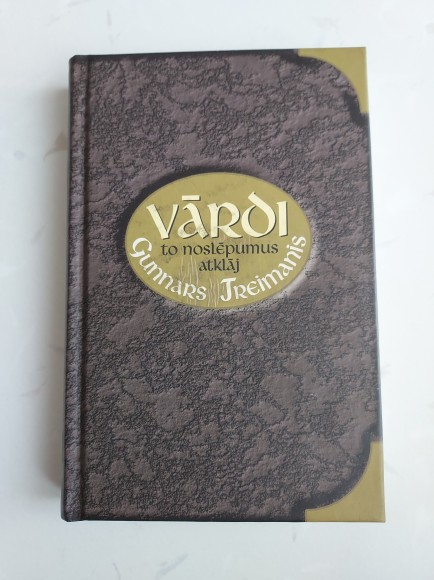 VĀRDI
to noslēpumus
atklāj
Gunnars Treimanis